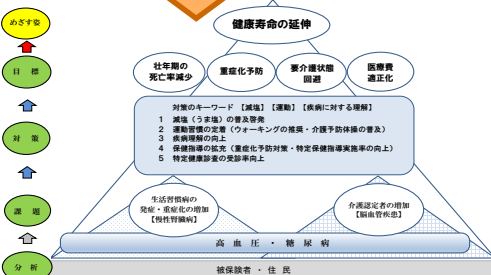 めざす姿
健康寿命の延伸
目 標
壮年期の
死亡率減少
重症化予防
要介護状態
回避
医療費
適正化
対 策
対策のキーワード 【減塩】【運動】【疾病に対する理解】
1 減塩（うま塩）の普及啓発
2 運動習慣の定着（ウォーキングの推奨・介護予防体操の普及）
3 疾病理解の向上
4 保健指導の拡充（重症化予防対策・特定保健指導実施率の向上）
5 特定健康診査の受診率向上
課 題
生活習慣病の
発症・重症化の増加
【慢性腎臓病】
介護認定者の増加
【脳血管疾患】
高 血 圧 ・ 糖 尿 病
分 析
被保険者 ・ 住 民